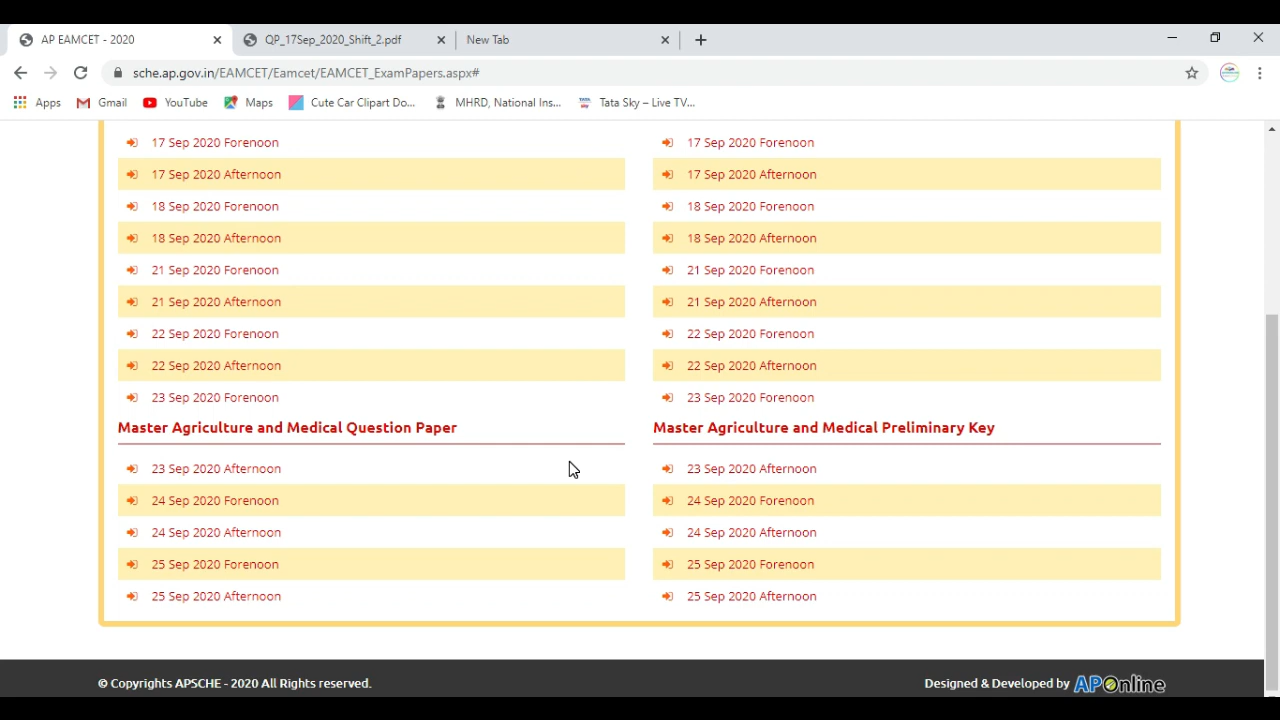 AP EAMCET - 2020
QP_17Sep_2020_Shift_2.pdf
New Tab
sche.ap.gov.in/EAMCET/Eamcet/EAMCET_ExamPapers.aspx#
Apps
Gmail
YouTube
Maps
Cute Car Clipart Do...
MHRD, National Ins...
Tata Sky – Live TV...
17 Sep 2020 Forenoon
17 Sep 2020 Afternoon
18 Sep 2020 Forenoon
18 Sep 2020 Afternoon
21 Sep 2020 Forenoon
21 Sep 2020 Afternoon
22 Sep 2020 Forenoon
22 Sep 2020 Afternoon
23 Sep 2020 Forenoon
Master Agriculture and Medical Question Paper
23 Sep 2020 Afternoon
24 Sep 2020 Forenoon
24 Sep 2020 Afternoon
25 Sep 2020 Forenoon
25 Sep 2020 Afternoon
17 Sep 2020 Forenoon
17 Sep 2020 Afternoon
18 Sep 2020 Forenoon
18 Sep 2020 Afternoon
21 Sep 2020 Forenoon
21 Sep 2020 Afternoon
22 Sep 2020 Forenoon
22 Sep 2020 Afternoon
23 Sep 2020 Forenoon
Master Agriculture and Medical Preliminary Key
23 Sep 2020 Afternoon
24 Sep 2020 Forenoon
24 Sep 2020 Afternoon
25 Sep 2020 Forenoon
25 Sep 2020 Afternoon
© Copyrights APSCHE - 2020 All Rights reserved.
Designed & Developed by APOnline